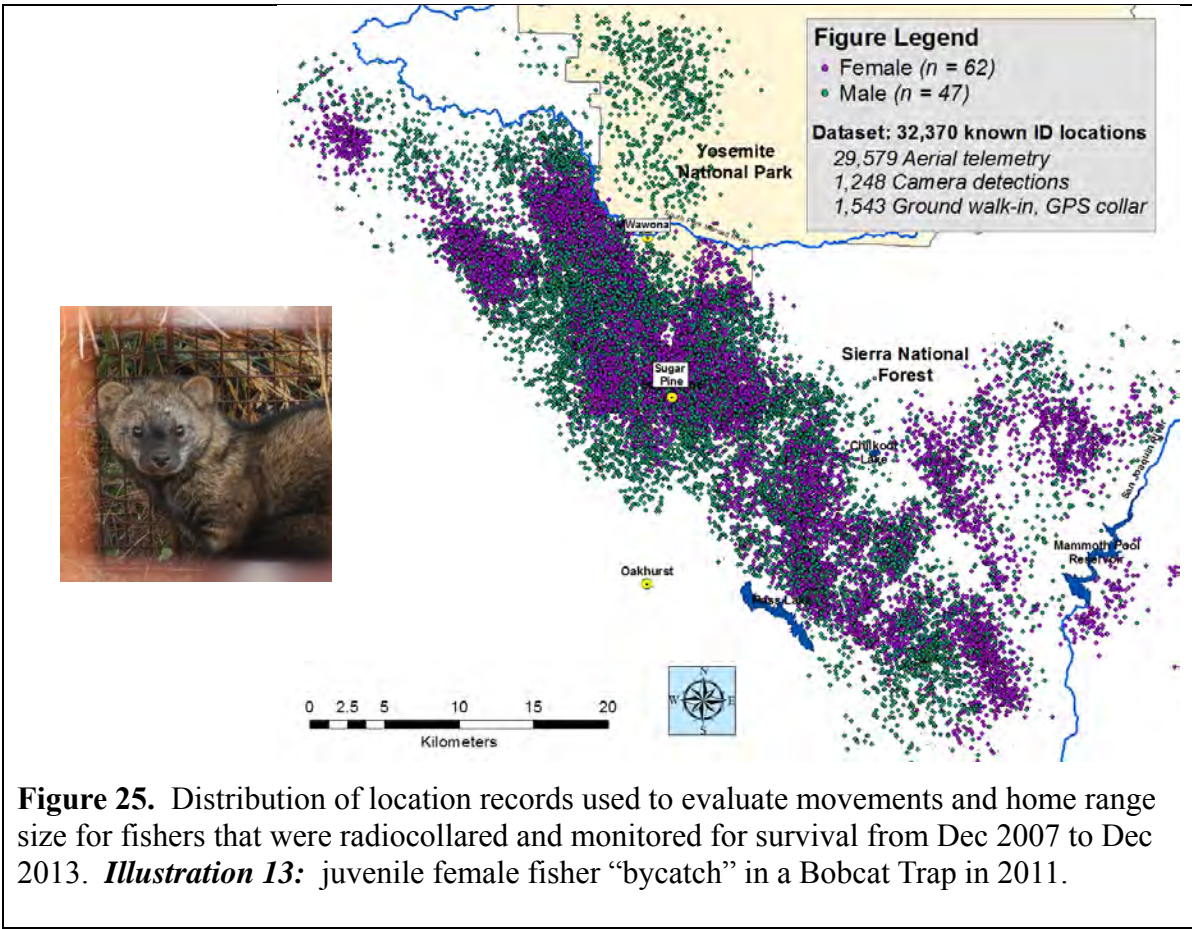 Figure Legend
Female (n = 62)
Male (n = 47)
Dataset: 32,370 known ID locations
29,579 Aerial telemetry
1,248 Camera detections
1,543 Ground walk-in, GPS collar
Yosemite
National Park
Wawona
Sugar
Pine
Sierra National
Forest
Chilkoot
Lake
San Joaquin River
Mammoth Pool
Reservoir
Oakhurst
Bass Lake
N
W E
S
0 2.5 5 10 15 20
Kilometers
Figure 25. Distribution of location records used to evaluate movements and home range
size for fishers that were radiocollared and monitored for survival from Dec 2007 to Dec
2013. Illustration 13: juvenile female fisher “bycatch” in a Bobcat Trap in 2011.